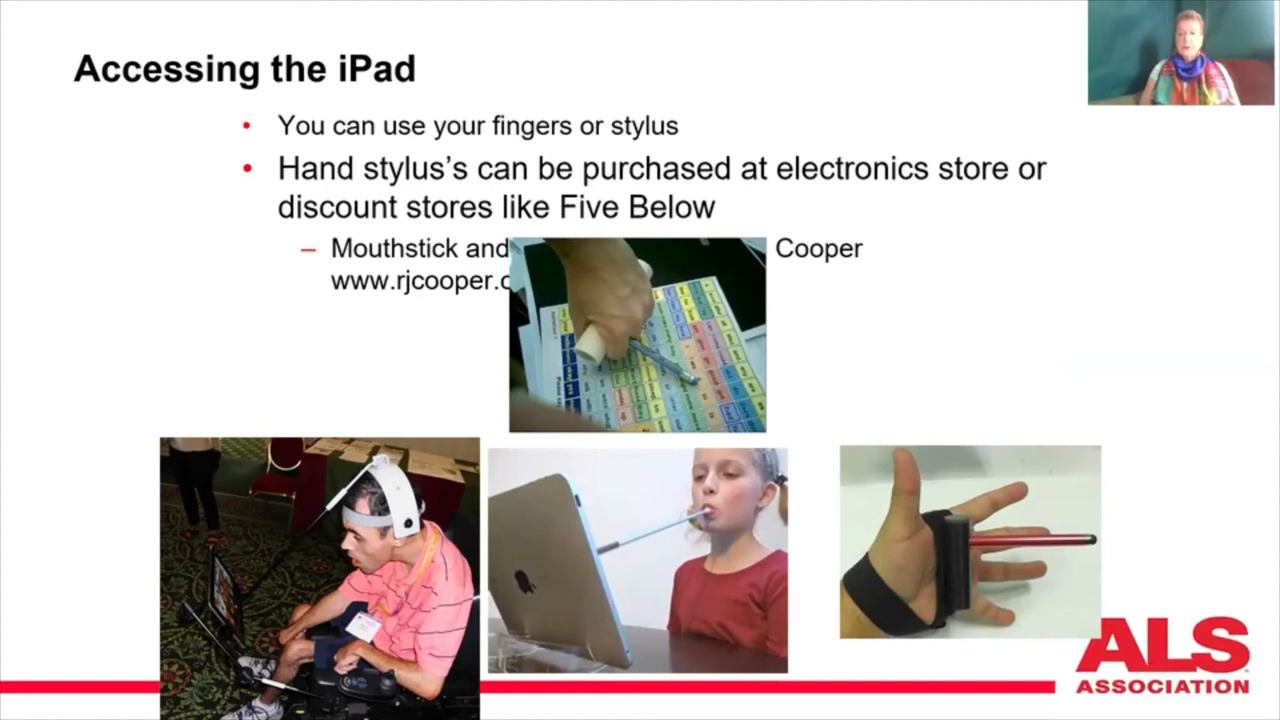 Accessing the iPad
• You can use your fingers or stylus
• Hand stylus's can be purchased at electronics store or
discount stores like Five Below
– Mouthstick and Cooper
www.rjcooper.c
ALS
ASSOCIATION